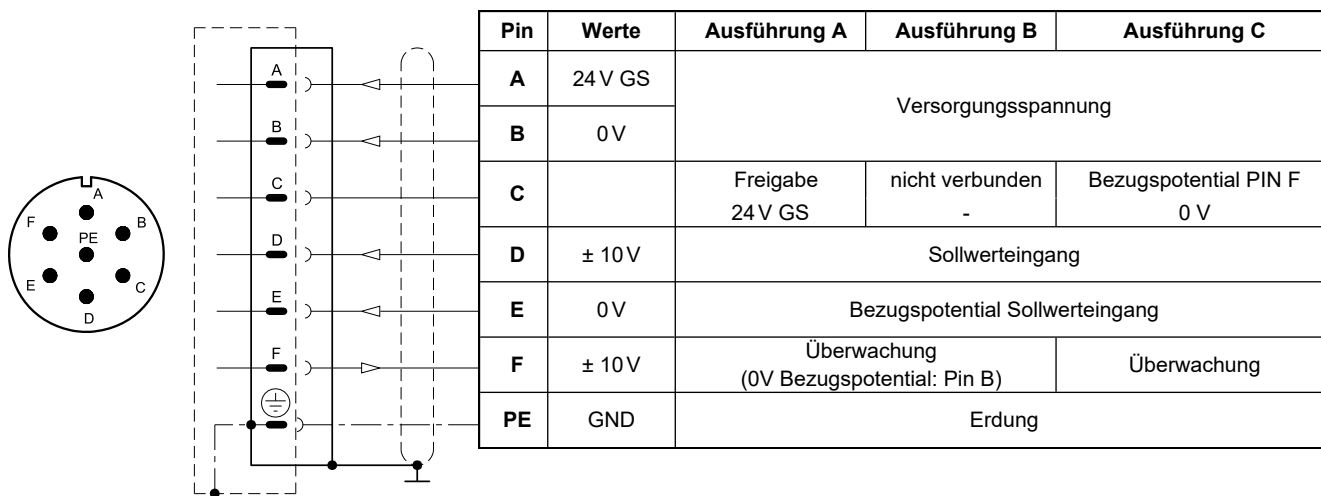 A
B
C
D
E
F
PE
A
B
C
D
E
F
Pin Werte Ausführung A Ausführung B Ausführung C
A 24 V GS
Versorgungsspannung
B 0 V
C Freigabe nicht verbunden Bezugspotential PIN F
24 V GS - 0 V
D ± 10 V Sollwerteingang
E 0 V Bezugspotential Sollwerteingang
F ± 10 V Überwachung Überwachung
(0V Bezugspotential: Pin B)
PE GND Erdung